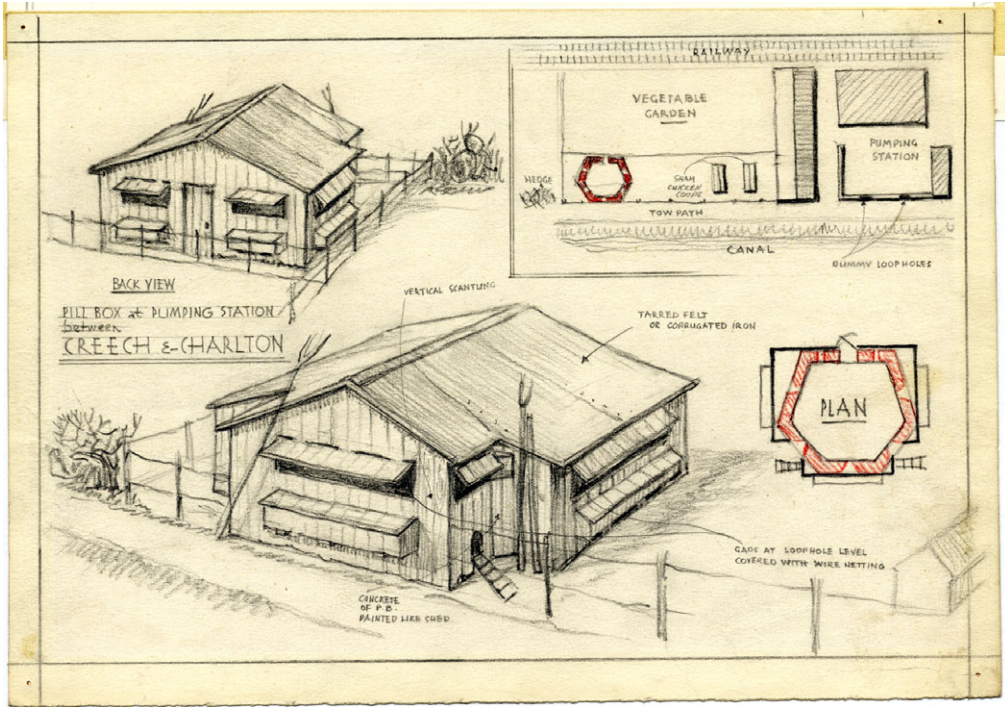 RAILWAY
VEGETABLE
GARDEN
PUMPING
STATION
HEDGE
SHAM
CHICKEN
COOPS
TOW PATH
CANAL
DUMMY LOOPHOLES
BACK VIEW
PILL BOX at PUMPING STATION
between
CREECH & CHARLTON
VERTICAL SCANTLING
TARRED FELT
OR CORRUGATED IRON
PLAN
GAPS AT LOOPHOLE LEVEL
COVERED WITH WIRE NETTING
CONCRETE
OF P.B.
PAINTED LIKE SHED